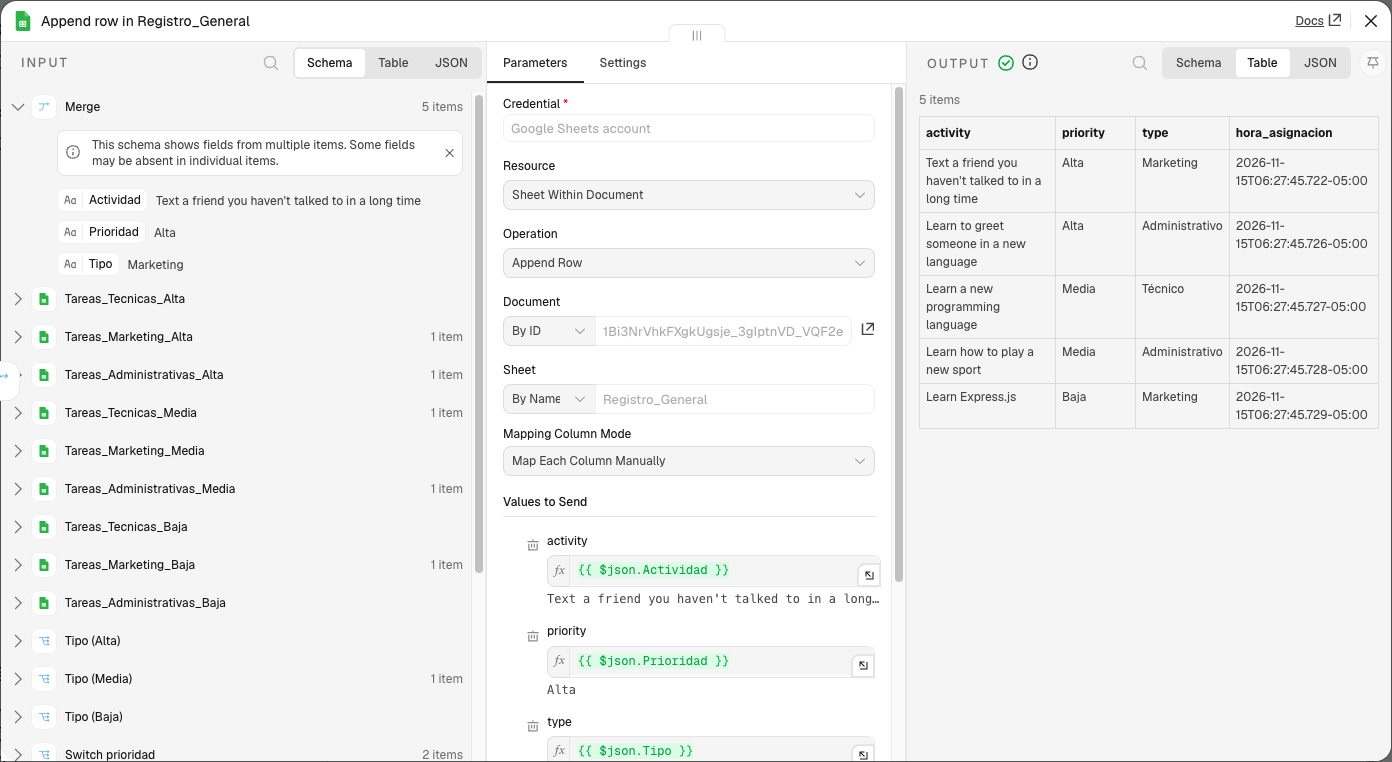 Append row in Registro_General
Docs
INPUT
Schema
Table
JSON
Merge
5 items
This schema shows fields from multiple items. Some fields
may be absent in individual items.
Aa Actividad Text a friend you haven't talked to in a long time
Aa Prioridad Alta
Aa Tipo Marketing
Tareas_Tecnicas_Alta
Tareas_Marketing_Alta 1 item
Tareas_Administrativas_Alta 1 item
Tareas_Tecnicas_Media 1 item
Tareas_Marketing_Media
Tareas_Administrativas_Media 1 item
Tareas_Tecnicas_Baja
Tareas_Marketing_Baja 1 item
Tareas_Administrativas_Baja
Tipo (Alta)
Tipo (Media) 1 item
Tipo (Baja)
Switch prioridad 2 items
Parameters
Settings
Credential *
Google Sheets account
Resource
Sheet Within Document
Operation
Append Row
Document
By ID
1Bi3NrVhkFXgkUgsje_3gIptnVD_VQF2e
Sheet
By Name
Registro_General
Mapping Column Mode
Map Each Column Manually
Values to Send
activity
fx {{ $json.Actividad }}
Text a friend you haven't talked to in a long…
priority
fx {{ $json.Prioridad }}
Alta
type
fx {{ $json.Tipo }}
OUTPUT
Schema
Table
JSON
5 items
activity priority type hora_asignacion
Text a friend you Alta Marketing 2026-11-
haven't talked to in a 15T06:27:45.722-05:00
long time
Learn to greet Alta Administrativo 2026-11-
someone in a new 15T06:27:45.726-05:00
language
Learn a new Media Técnico 2026-11-
programming 15T06:27:45.727-05:00
language
Learn how to play a Media Administrativo 2026-11-
new sport 15T06:27:45.728-05:00
Learn Express.js Baja Marketing 2026-11-
15T06:27:45.729-05:00